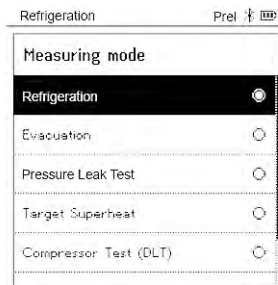 Refrigeration Prel
Measuring mode
Refrigeration
Evacuation
Pressure Leak Test
Target Superheat
Compressor Test (DLT)